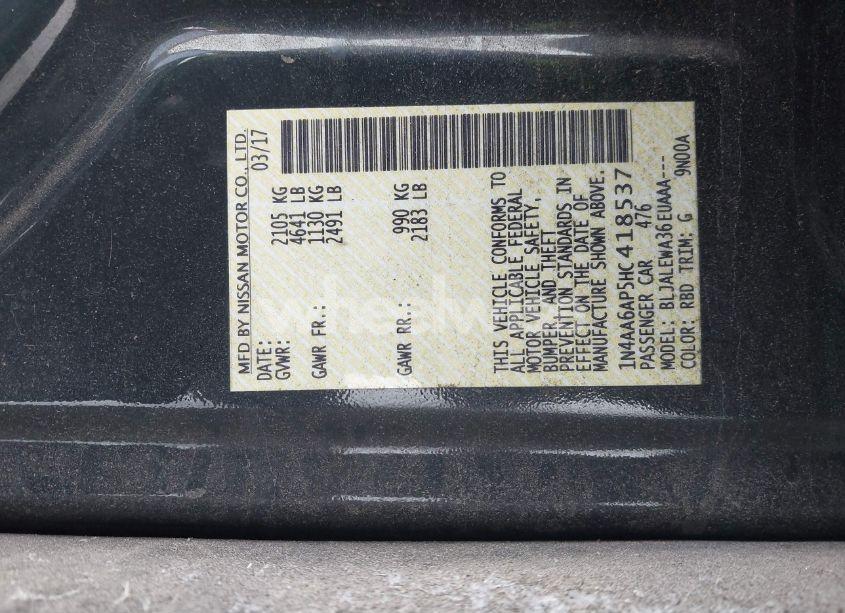 MFD BY NISSAN MOTOR CO., LTD.
DATE: 03/17
GVWR: 2105 KG
4641 LB
GAWR FR.: 1130 KG
2491 LB
GAWR RR.: 990 KG
2183 LB
THIS VEHICLE CONFORMS TO
ALL APPLICABLE FEDERAL
MOTOR VEHICLE SAFETY,
BUMPER, AND THEFT
PREVENTION STANDARDS IN
EFFECT ON THE DATE OF
MANUFACTURE SHOWN ABOVE.
1N4AA6AP5HC418537
PASSENGER CAR 476
MODEL: BLJALEWA36EUAAA---
COLOR: RBD TRIM: G 9N00A